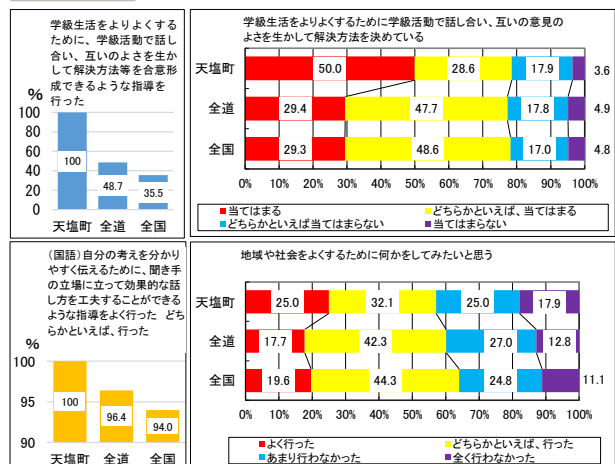 学級生活をよりよくする
ために、学級活動で話し
合い、互いのよさを生か
して解決方法等を合意形
成できるような指導を
行った
%
100
80
60
40
20
0
100
48.7
35.5
天塩町 全道 全国
学級生活をよりよくするために学級活動で話し合い、互いの意見の
よさを生かして解決方法を決めている
天塩町 50.0 28.6 17.9 3.6
全道 29.4 47.7 17.8 4.9
全国 29.3 48.6 17.0 4.8
0% 10% 20% 30% 40% 50% 60% 70% 80% 90% 100%
当てはまる どちらかといえば、当てはまる
どちらかといえば当てはまらない 当てはまらない
(国語)自分の考えを分かり
やすく伝えるために、聞き手
の立場に立って効果的な話
し方を工夫することができる
ような指導をよく行った どち
らかといえば、行った
%
100
95
90
100
96.4
94.0
天塩町 全道 全国
地域や社会をよくするために何かをしてみたいと思う
天塩町 25.0 32.1 25.0 17.9
全道 17.7 42.3 27.0 12.8
全国 19.6 44.3 24.8 11.1
0% 10% 20% 30% 40% 50% 60% 70% 80% 90% 100%
よく行った どちらかといえば、行った
あまり行わなかった 全く行わなかった